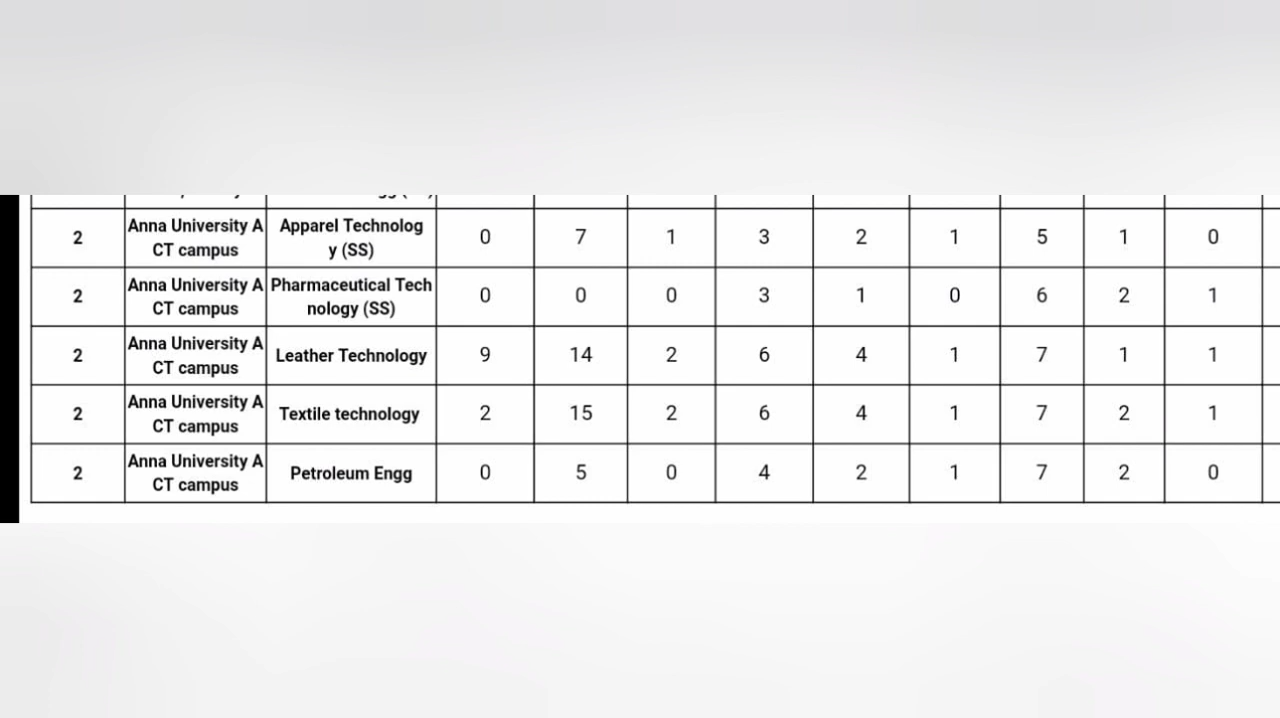 2 Anna University A Apparel Technolog 0 7 1 3 2 1 5 1 0
CT campus y (SS)
2 Anna University A Pharmaceutical Tech 0 0 0 3 1 0 6 2 1
CT campus nology (SS)
2 Anna University A Leather Technology 9 14 2 6 4 1 7 1 1
CT campus
2 Anna University A Textile technology 2 15 2 6 4 1 7 2 1
CT campus
2 Anna University A Petroleum Engg 0 5 0 4 2 1 7 2 0
CT campus